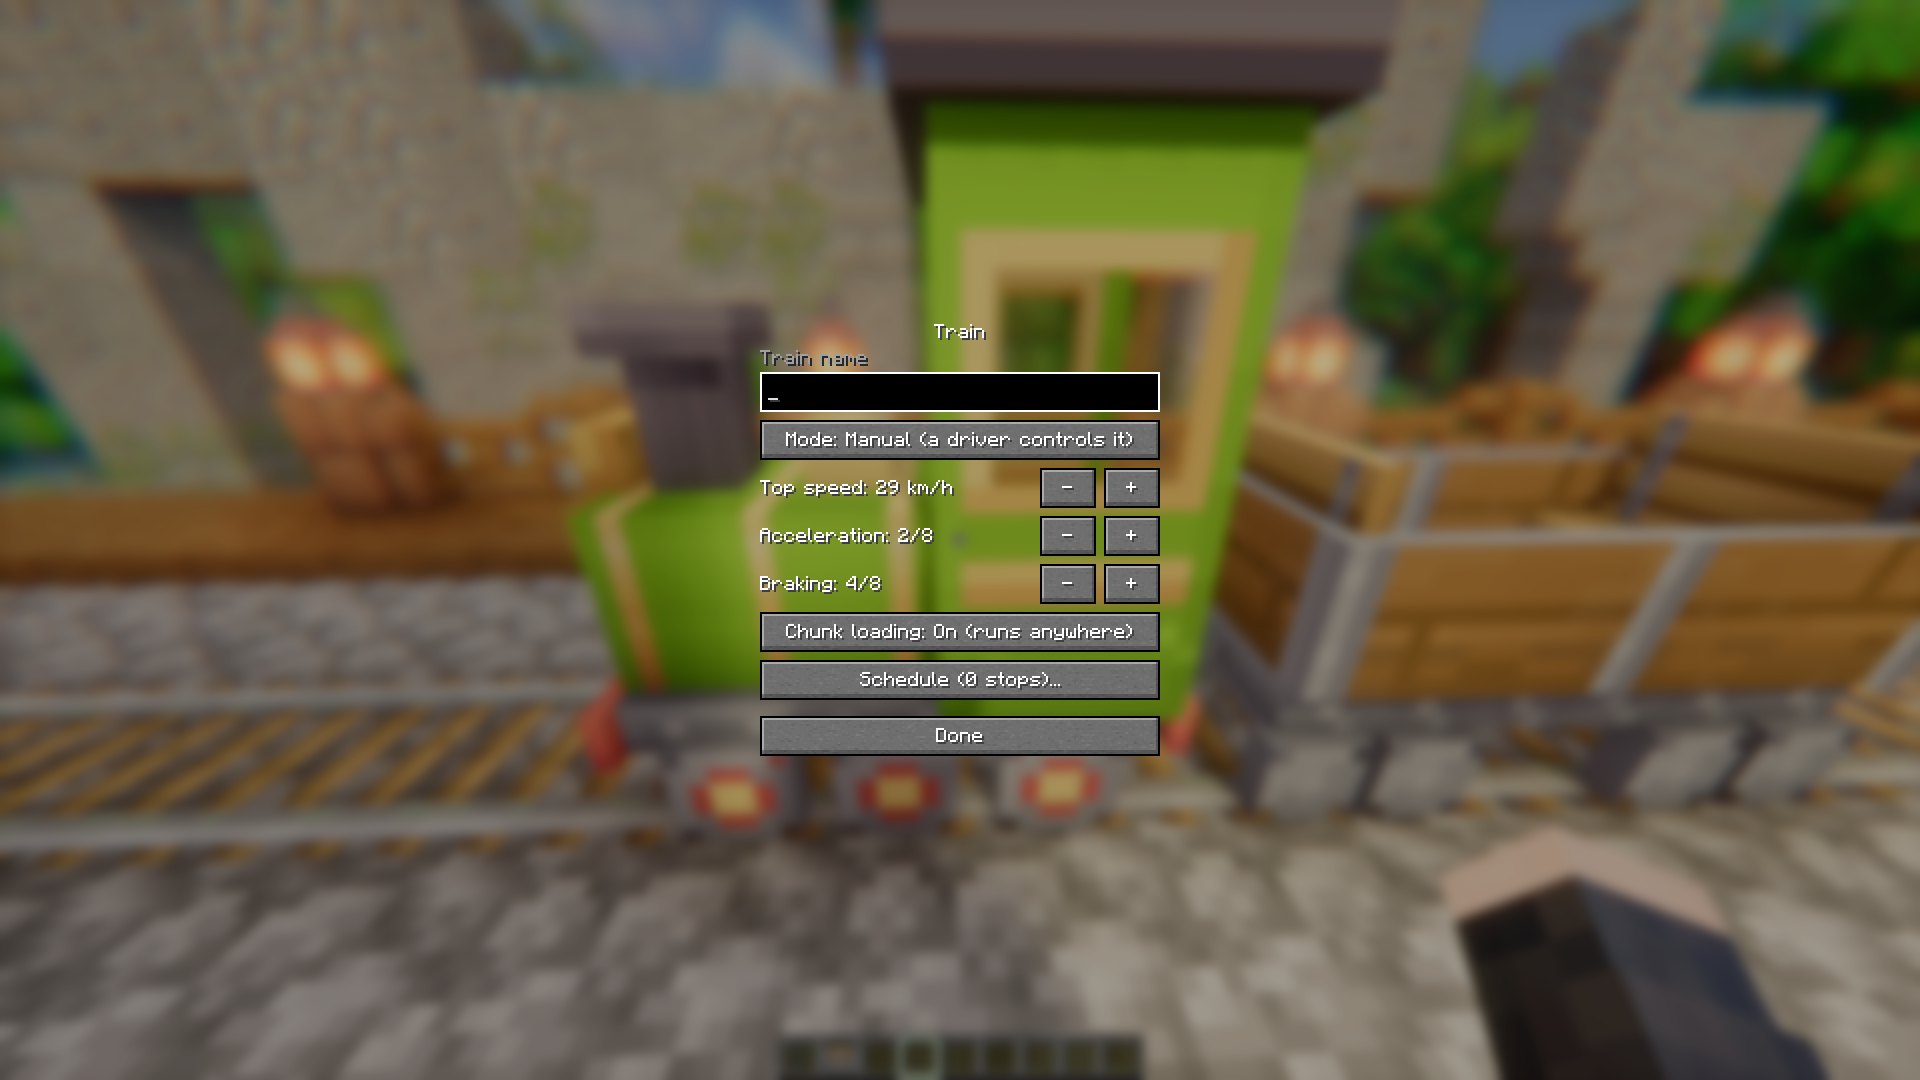 Train
Train name
_
Mode: Manual (a driver controls it)
Top speed: 29 km/h - +
Acceleration: 2/8 - +
Braking: 4/8 - +
Chunk loading: On (runs anywhere)
Schedule (0 stops)...
Done